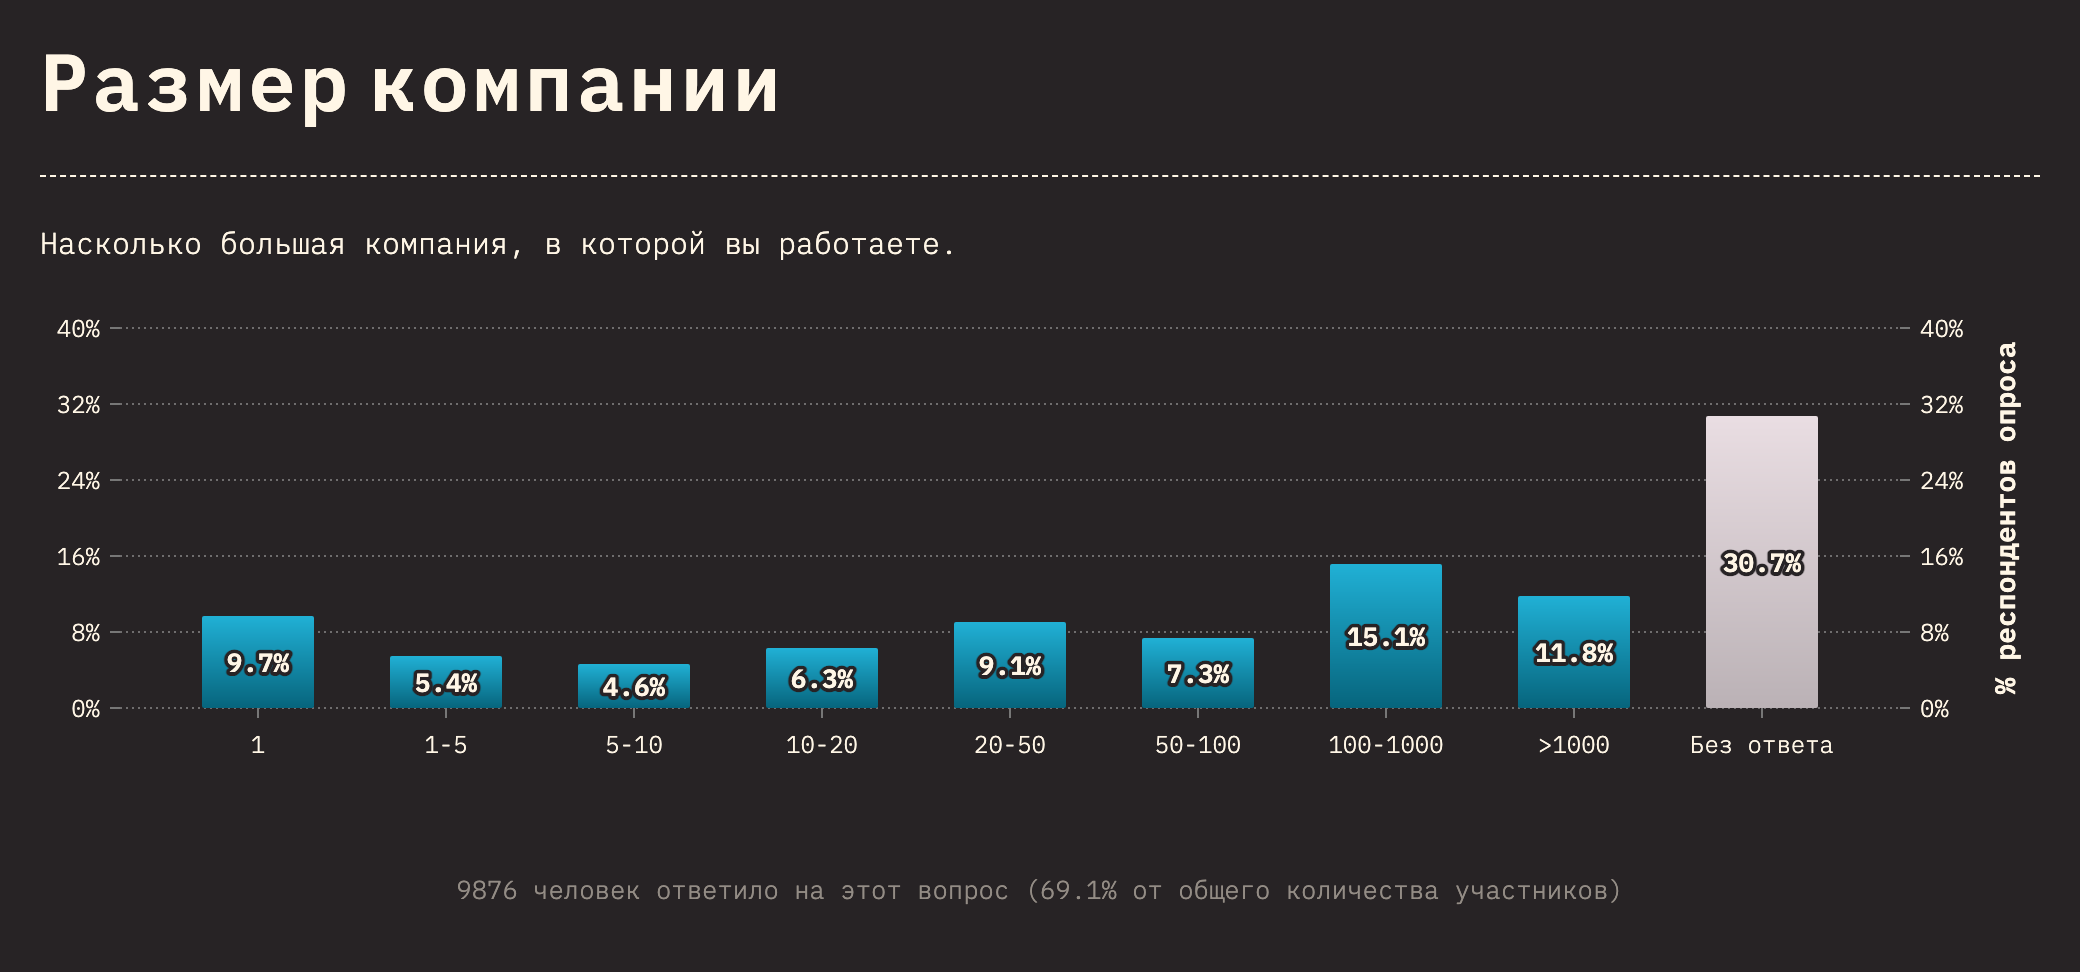 Размер компании
Насколько большая компания, в которой вы работаете.
40% 40%
32% 32%
24% 24%
16% 16%
8% 8%
0% 0%
% респондентов опроса
9.7% 5.4% 4.6% 6.3% 9.1% 7.3% 15.1% 11.8% 30.7%
1 1-5 5-10 10-20 20-50 50-100 100-1000 >1000 Без ответа
9876 человек ответило на этот вопрос (69.1% от общего количества участников)